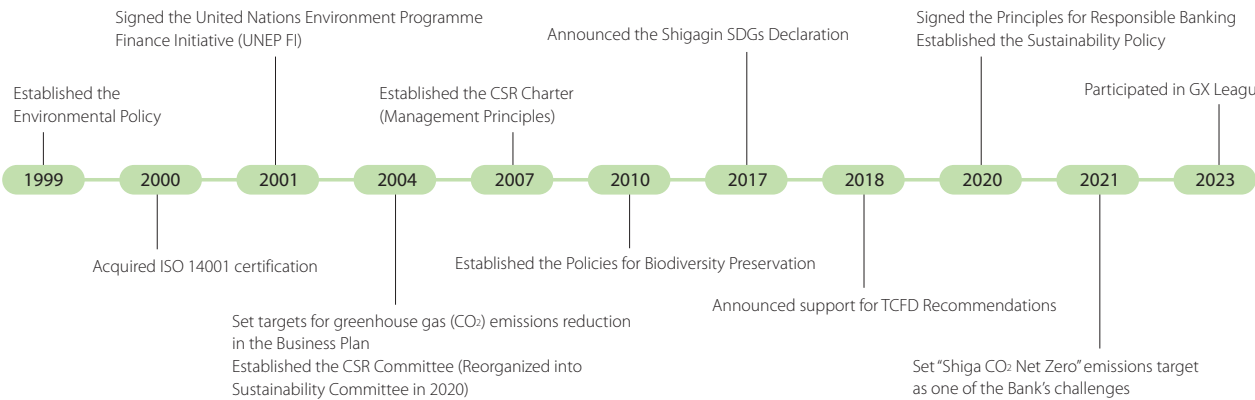 Signed the United Nations Environment Programme
Finance Initiative (UNEP FI)
Announced the Shigagin SDGs Declaration
Signed the Principles for Responsible Banking
Established the Sustainability Policy
Established the
Environmental Policy
Established the CSR Charter
(Management Principles)
Participated in GX Leagu
1999
2000
2001
2004
2007
2010
2017
2018
2020
2021
2023
Acquired ISO 14001 certification
Established the Policies for Biodiversity Preservation
Announced support for TCFD Recommendations
Set targets for greenhouse gas (CO2) emissions reduction
in the Business Plan
Established the CSR Committee (Reorganized into
Sustainability Committee in 2020)
Set “Shiga CO2 Net Zero” emissions target
as one of the Bank’s challenges